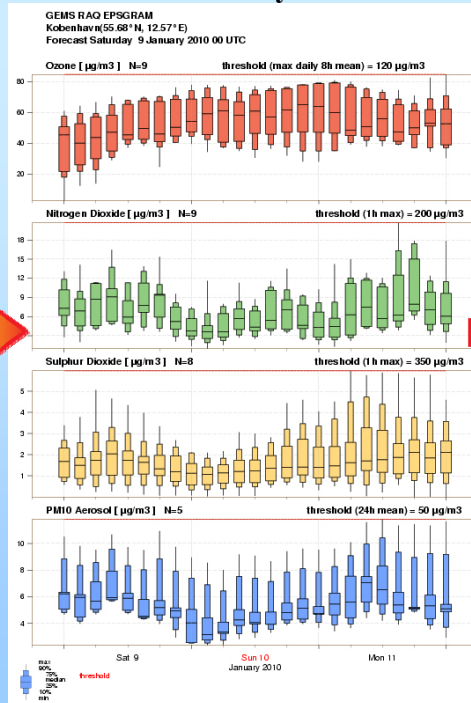 GEMS RAQ EPSGRAM
Kobenhavn(55.68°N, 12.57°E)
Forecast Saturday 9 January 2010 00 UTC
Ozone [ µg/m3 ] N=9 threshold (max daily 8h mean) = 120 µg/m3
80
60
40
20
Nitrogen Dioxide [ µg/m3 ] N=9 threshold (1h max) = 200 µg/m3
18
15
12
9
6
3
Sulphur Dioxide [ µg/m3 ] N=8 threshold (1h max) = 350 µg/m3
5
4
3
2
1
PM10 Aerosol [ µg/m3 ] N=5 threshold (24h mean) = 50 µg/m3
10
8
6
4
Sat 9 Sun 10 Mon 11
January 2010
max
90%
75%
median
25%
10%
min
threshold